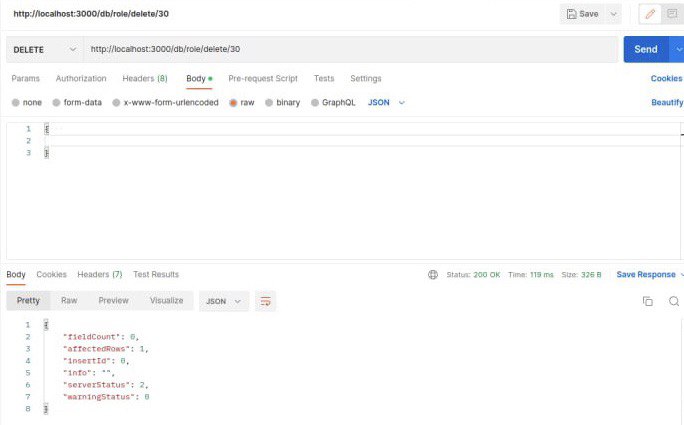 http://localhost:3000/db/role/delete/30
Save
DELETE http://localhost:3000/db/role/delete/30 Send
Params Authorization Headers (8) Body Pre-request Script Tests Settings Cookies
none form-data x-www-form-urlencoded raw binary GraphQL JSON Beautify
1 {
2
3 }
Body Cookies Headers (7) Test Results Status: 200 OK Time: 119 ms Size: 326 B Save Response
Pretty Raw Preview Visualize JSON
1 {
2 "fieldCount": 0,
3 "affectedRows": 1,
4 "insertId": 0,
5 "info": "",
6 "serverStatus": 2,
7 "warningStatus": 0
8 }